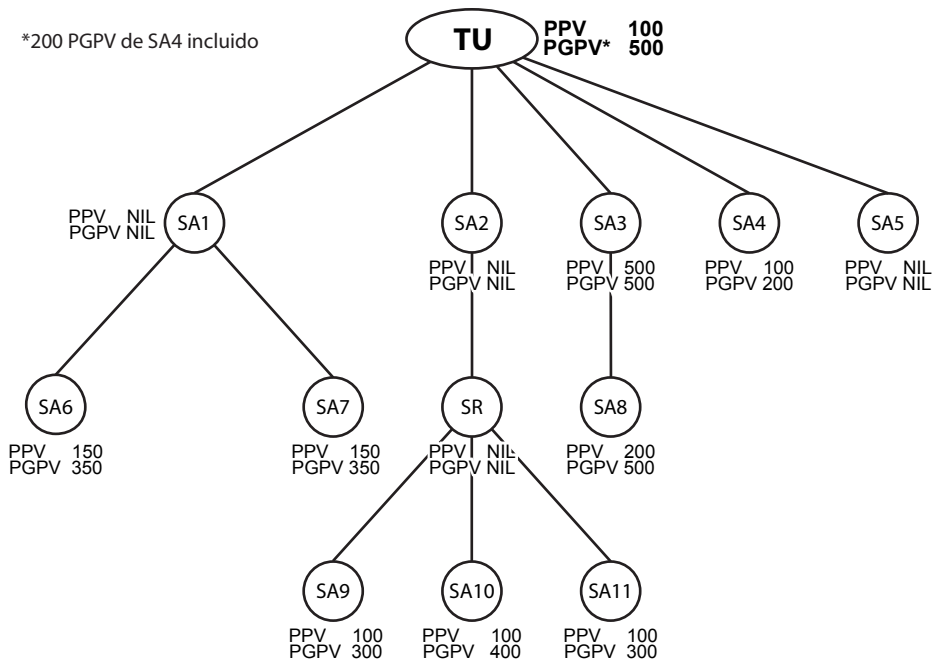 *200 PGPV de SA4 incluido
TU
PPV 100
PGPV* 500
PPV NIL
PGPV NIL
SA1
SA2
PPV NIL
PGPV NIL
SA3
PPV 500
PGPV 500
SA4
PPV 100
PGPV 200
SA5
PPV NIL
PGPV NIL
SA6
PPV 150
PGPV 350
SA7
PPV 150
PGPV 350
SR
PPV NIL
PGPV NIL
SA8
PPV 200
PGPV 500
SA9
PPV 100
PGPV 300
SA10
PPV 100
PGPV 400
SA11
PPV 100
PGPV 300